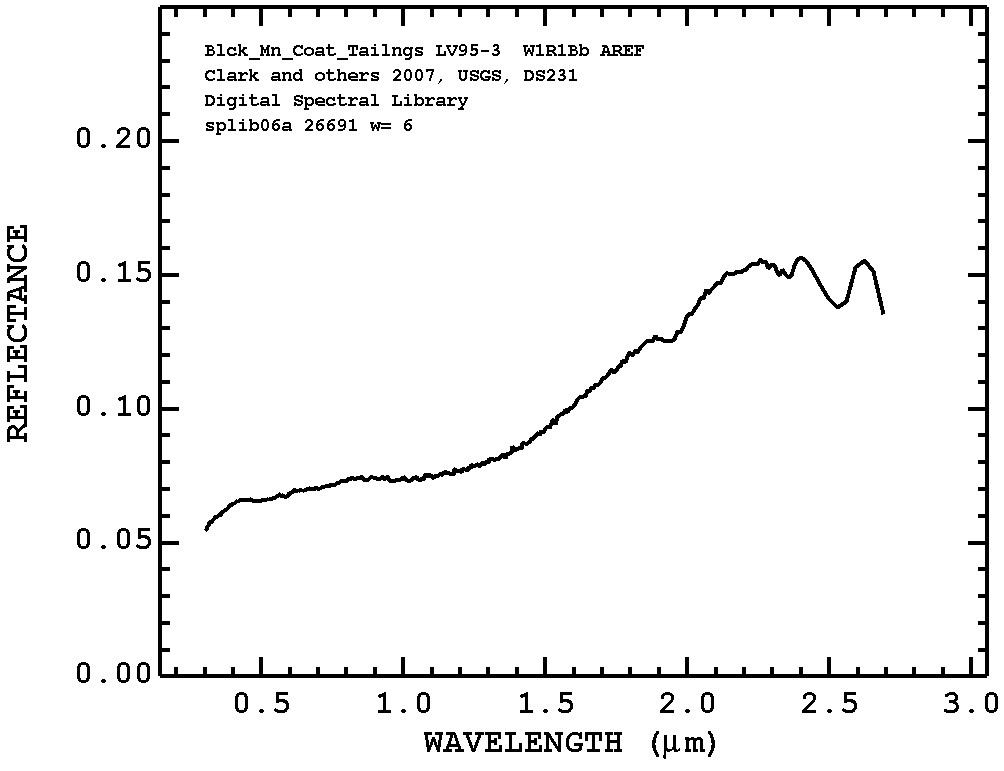 Blck_Mn_Coat_Tailngs LV95-3 W1R1Bb AREF
Clark and others 2007, USGS, DS231
Digital Spectral Library
splib06a 26691 w= 6
0.20
0.15
0.10
0.05
0.00
REFLECTANCE
0.5 1.0 1.5 2.0 2.5 3.0
WAVELENGTH (μm)